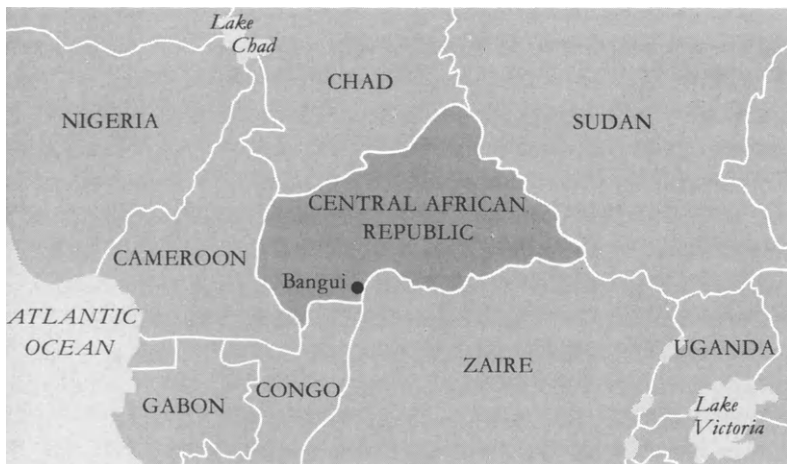 Lake
Chad
CHAD
NIGERIA
SUDAN
CENTRAL AFRICAN
REPUBLIC
CAMEROON
Bangui
ATLANTIC
OCEAN
UGANDA
ZAIRE
CONGO
GABON
Lake
Victoria